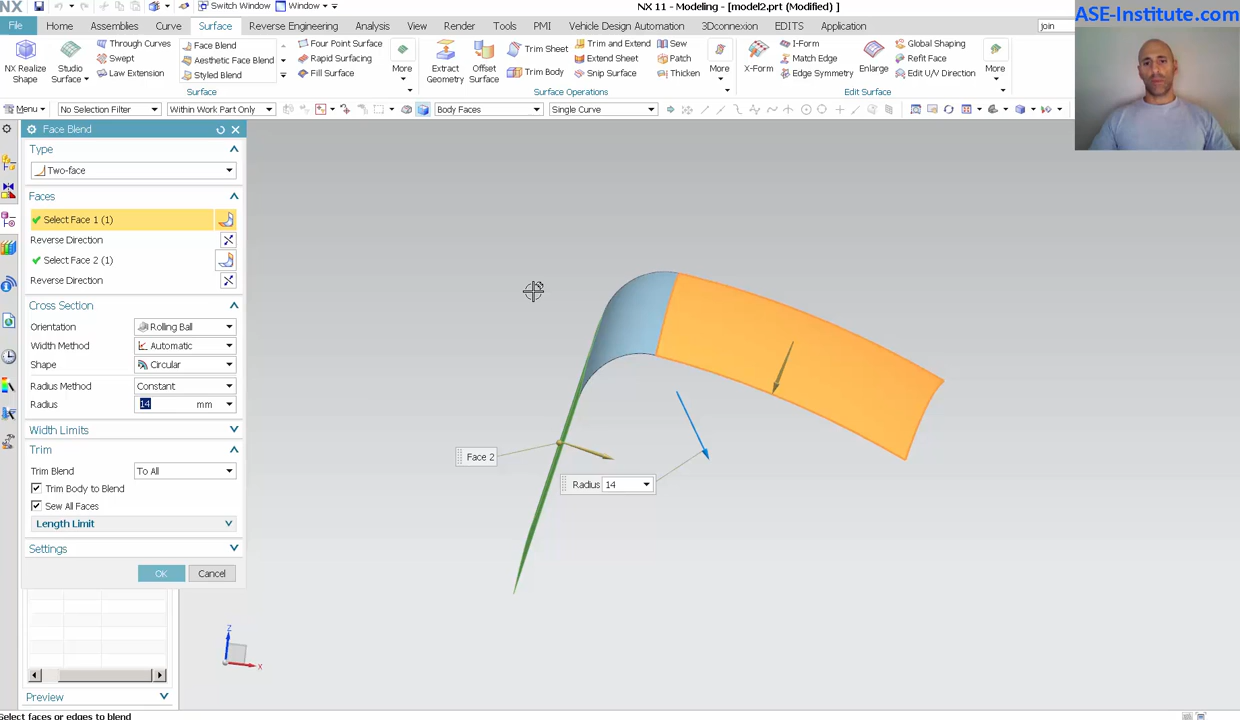 NX
Switch Window
Window
NX 11 - Modeling - [model2.prt (Modified) ]
ASE-Institute.com
File
Home
Assemblies
Curve
Surface
Reverse Engineering
Analysis
View
Render
Tools
PMI
Vehicle Design Automation
3Dconnexion
EDITS
Application
join
NX Realize
Shape
Studio
Surface
Through Curves
Swept
Law Extension
Face Blend
Aesthetic Face Blend
Styled Blend
Four Point Surface
Rapid Surfacing
Fill Surface
More
Surface
Extract
Geometry
Offset
Surface
Trim Sheet
Trim Body
Trim and Extend
Extend Sheet
Snip Surface
Sew
Patch
Thicken
More
Surface Operations
X-Form
I-Form
Match Edge
Edge Symmetry
Enlarge
Global Shaping
Refit Face
Edit U/V Direction
More
Edit Surface
Menu
No Selection Filter
Within Work Part Only
Body Faces
Single Curve
Face Blend
Type
Two-face
Faces
Select Face 1 (1)
Reverse Direction
Select Face 2 (1)
Reverse Direction
Cross Section
Orientation
Rolling Ball
Width Method
Automatic
Shape
Circular
Radius Method
Constant
Radius
14
mm
Width Limits
Trim
Trim Blend
To All
Trim Body to Blend
Sew All Faces
Length Limit
Settings
OK
Cancel
Preview
Select faces or edges to blend
Face 2
Radius 14
Z
X